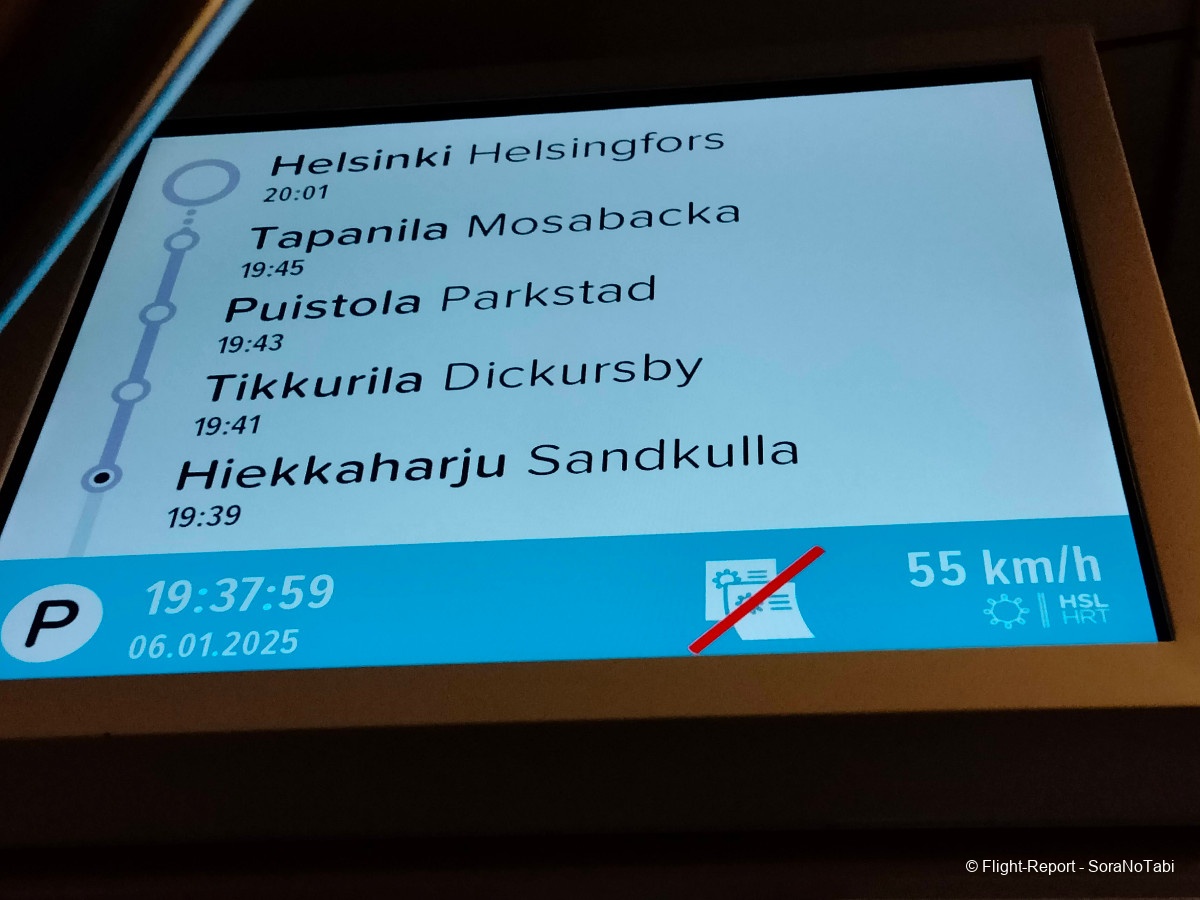 Helsinki Helsingfors
20:01
Tapanila Mosabacka
19:45
Puistola Parkstad
19:43
Tikkurila Dickursby
19:41
Hiekkaharju Sandkulla
19:39
P
19:37:59
06.01.2025
55 km/h
HSL
HRT
© Flight-Report - SoraNoTabi